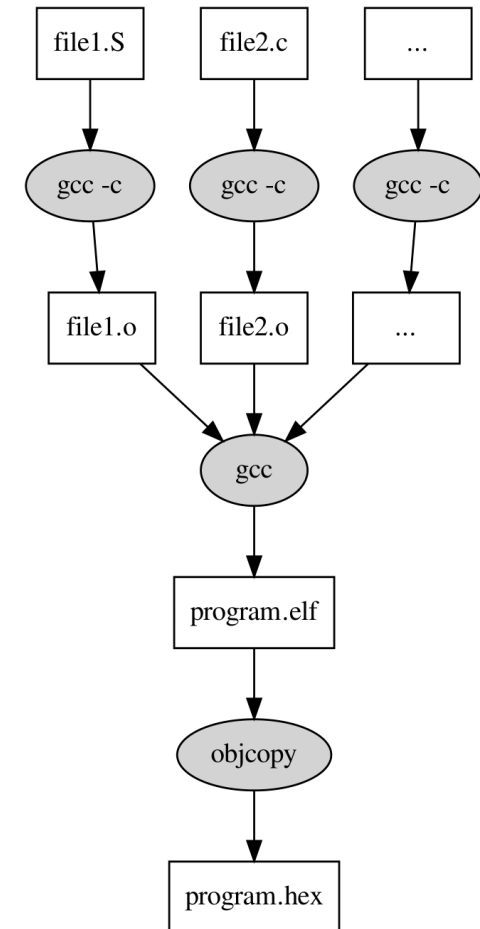 file1.S
file2.c
...
gcc -c
gcc -c
gcc -c
file1.o
file2.o
...
gcc
program.elf
objcopy
program.hex